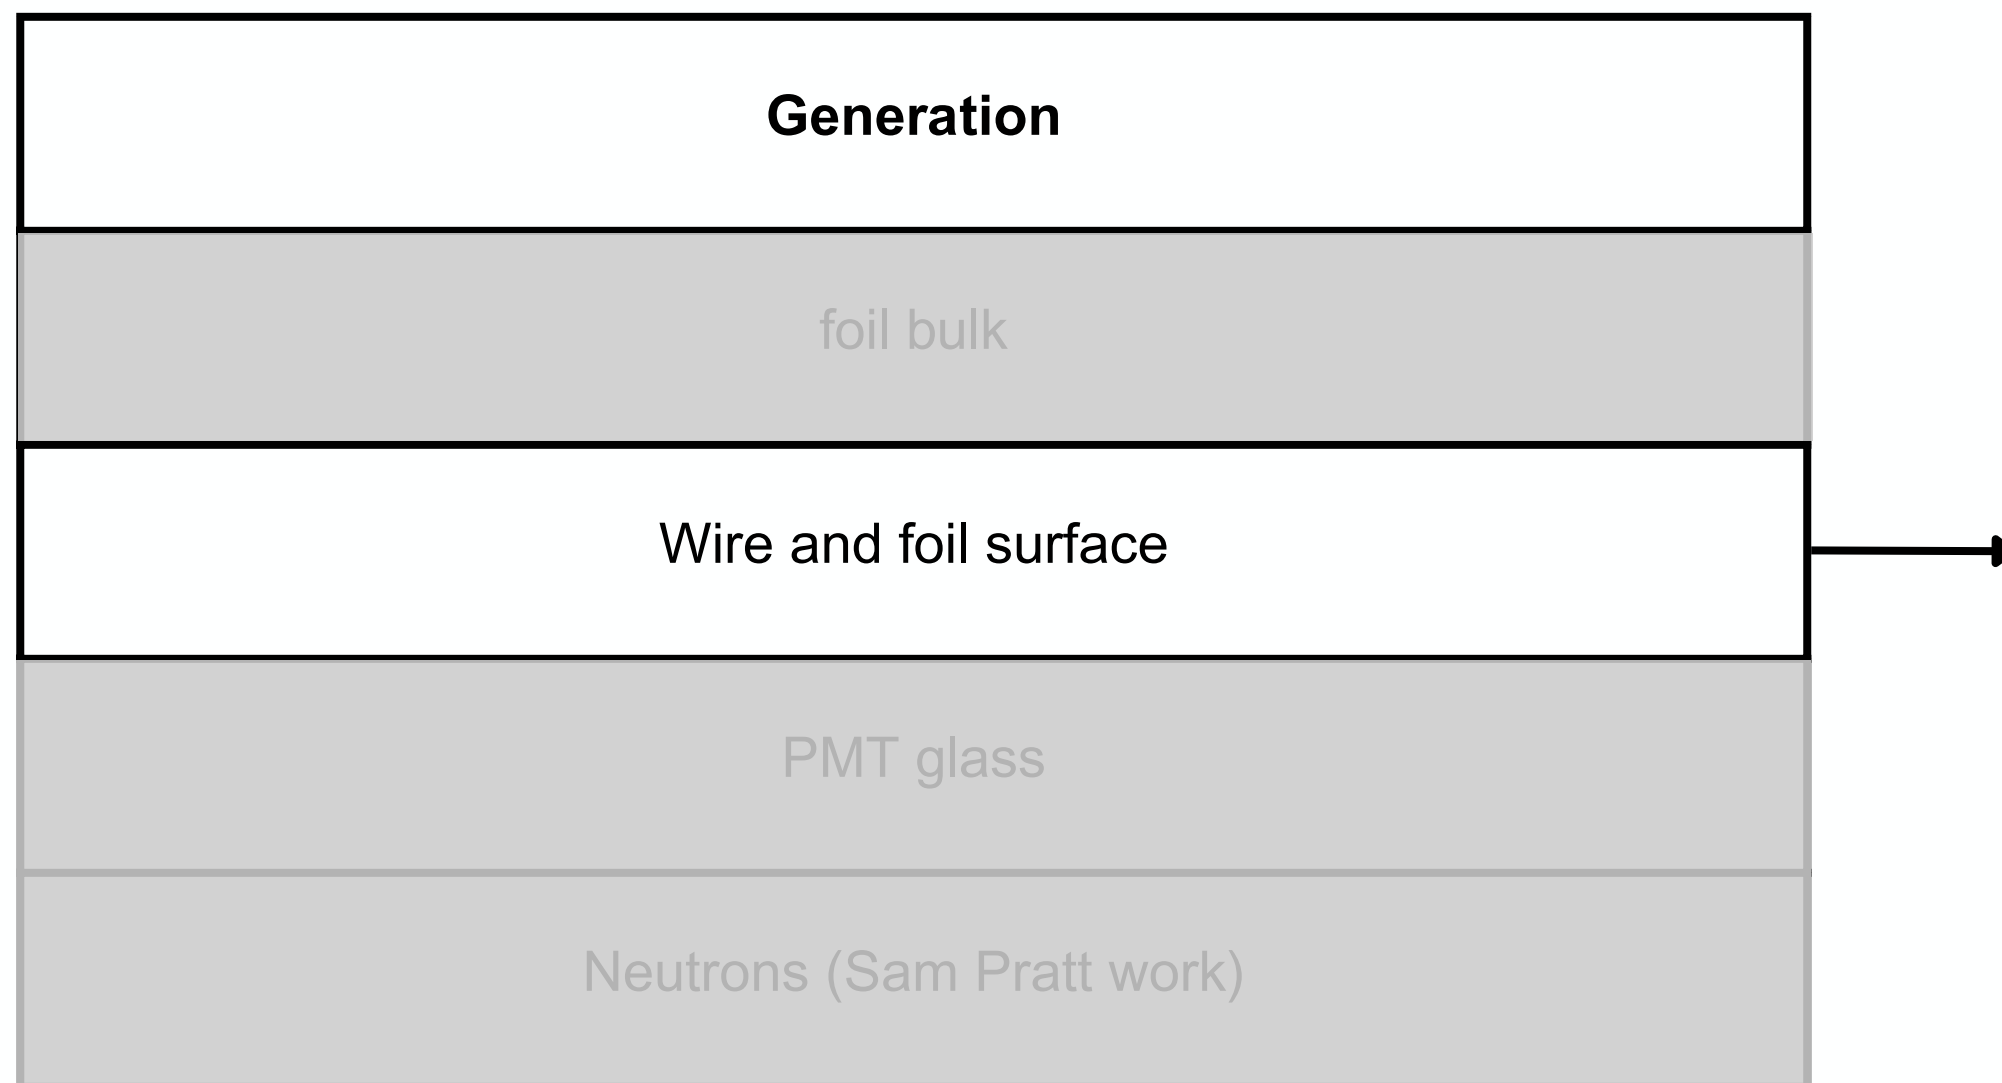 Generation
foil bulk
Wire and foil surface
PMT glass
Neutrons (Sam Pratt work)